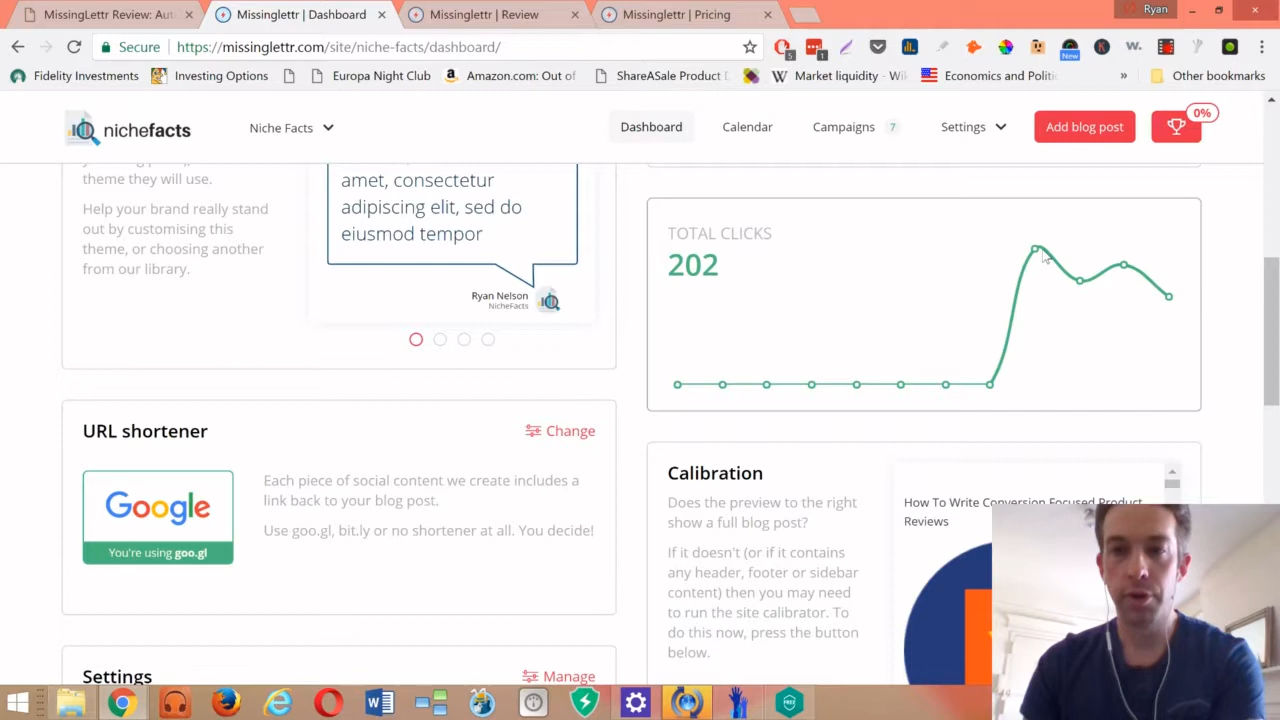 MissingLettr Review: Aut
Missinglettr | Dashboard
Missinglettr | Review
Missinglettr | Pricing
Ryan
Secure
https://missinglettr.com/site/niche-facts/dashboard/
5
1
New
Fidelity Investments
Investing Options
Europa Night Club
Amazon.com: Out of
ShareASale Product D
Market liquidity - Wik
Economics and Politic
Other bookmarks
nichefacts
Niche Facts
Dashboard
Calendar
Campaigns 7
Settings
Add blog post
0%
theme they will use.
Help your brand really stand
out by customising this
theme, or choosing another
from our library.
amet, consectetur
adipiscing elit, sed do
eiusmod tempor
Ryan Nelson
NicheFacts
TOTAL CLICKS
202
URL shortener
Change
Google
You're using goo.gl
Each piece of social content we create includes a
link back to your blog post.
Use goo.gl, bit.ly or no shortener at all. You decide!
Calibration
Does the preview to the right
show a full blog post?
If it doesn't (or if it contains
any header, footer or sidebar
content) then you may need
to run the site calibrator. To
do this now, press the button
below.
How To Write Conversion Focused Product
Reviews
Settings
Manage
FREE